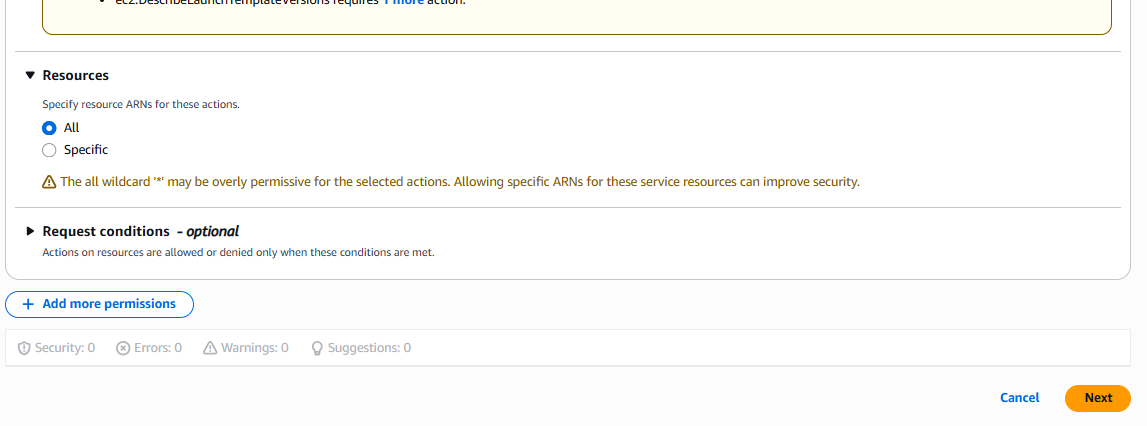 ec2:DescribeLaunchTemplateVersions requires 1 more action.
Resources
Specify resource ARNs for these actions.
All
Specific
The all wildcard '*' may be overly permissive for the selected actions. Allowing specific ARNs for these service resources can improve security.
Request conditions - optional
Actions on resources are allowed or denied only when these conditions are met.
+ Add more permissions
Security: 0 Errors: 0 Warnings: 0 Suggestions: 0
Cancel Next